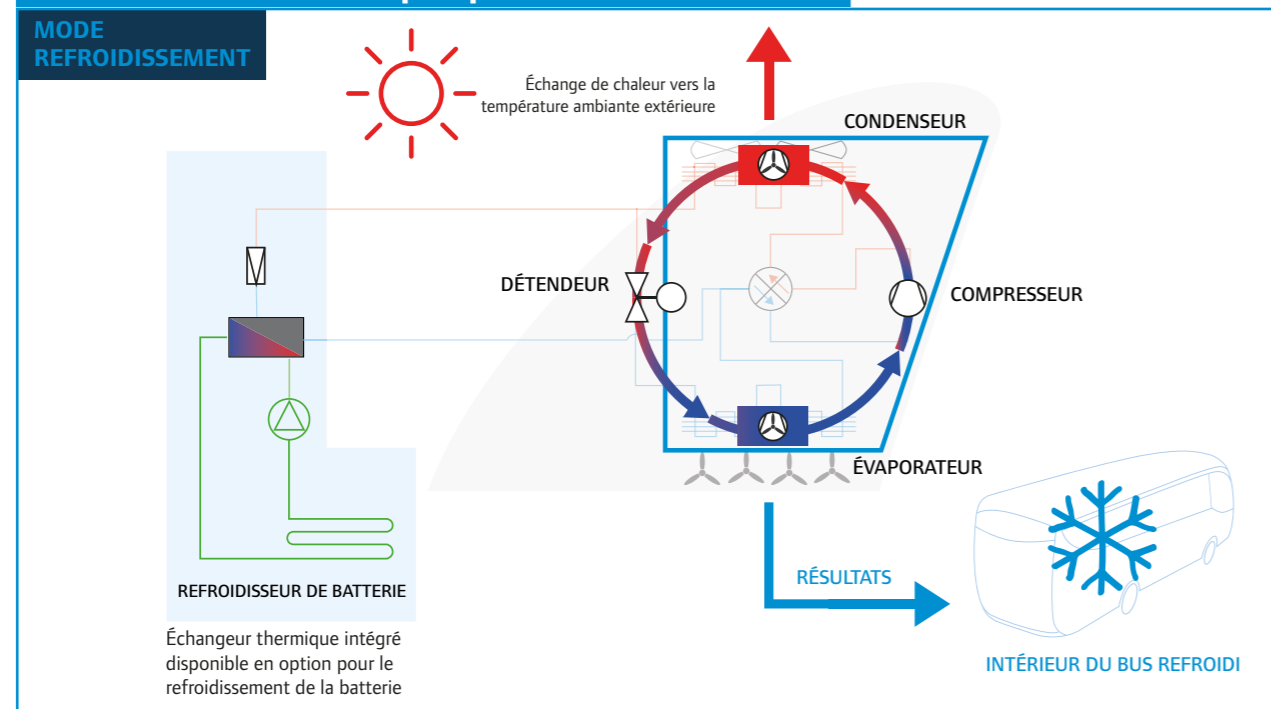 MODE
REFROIDISSEMENT
Échange de chaleur vers la
température ambiante extérieure
CONDENSEUR
DÉTENDEUR
COMPRESSEUR
ÉVAPORATEUR
RÉSULTATS
REFROIDISSEUR DE BATTERIE
Échangeur thermique intégré
disponible en option pour le
refroidissement de la batterie
INTÉRIEUR DU BUS REFROIDI